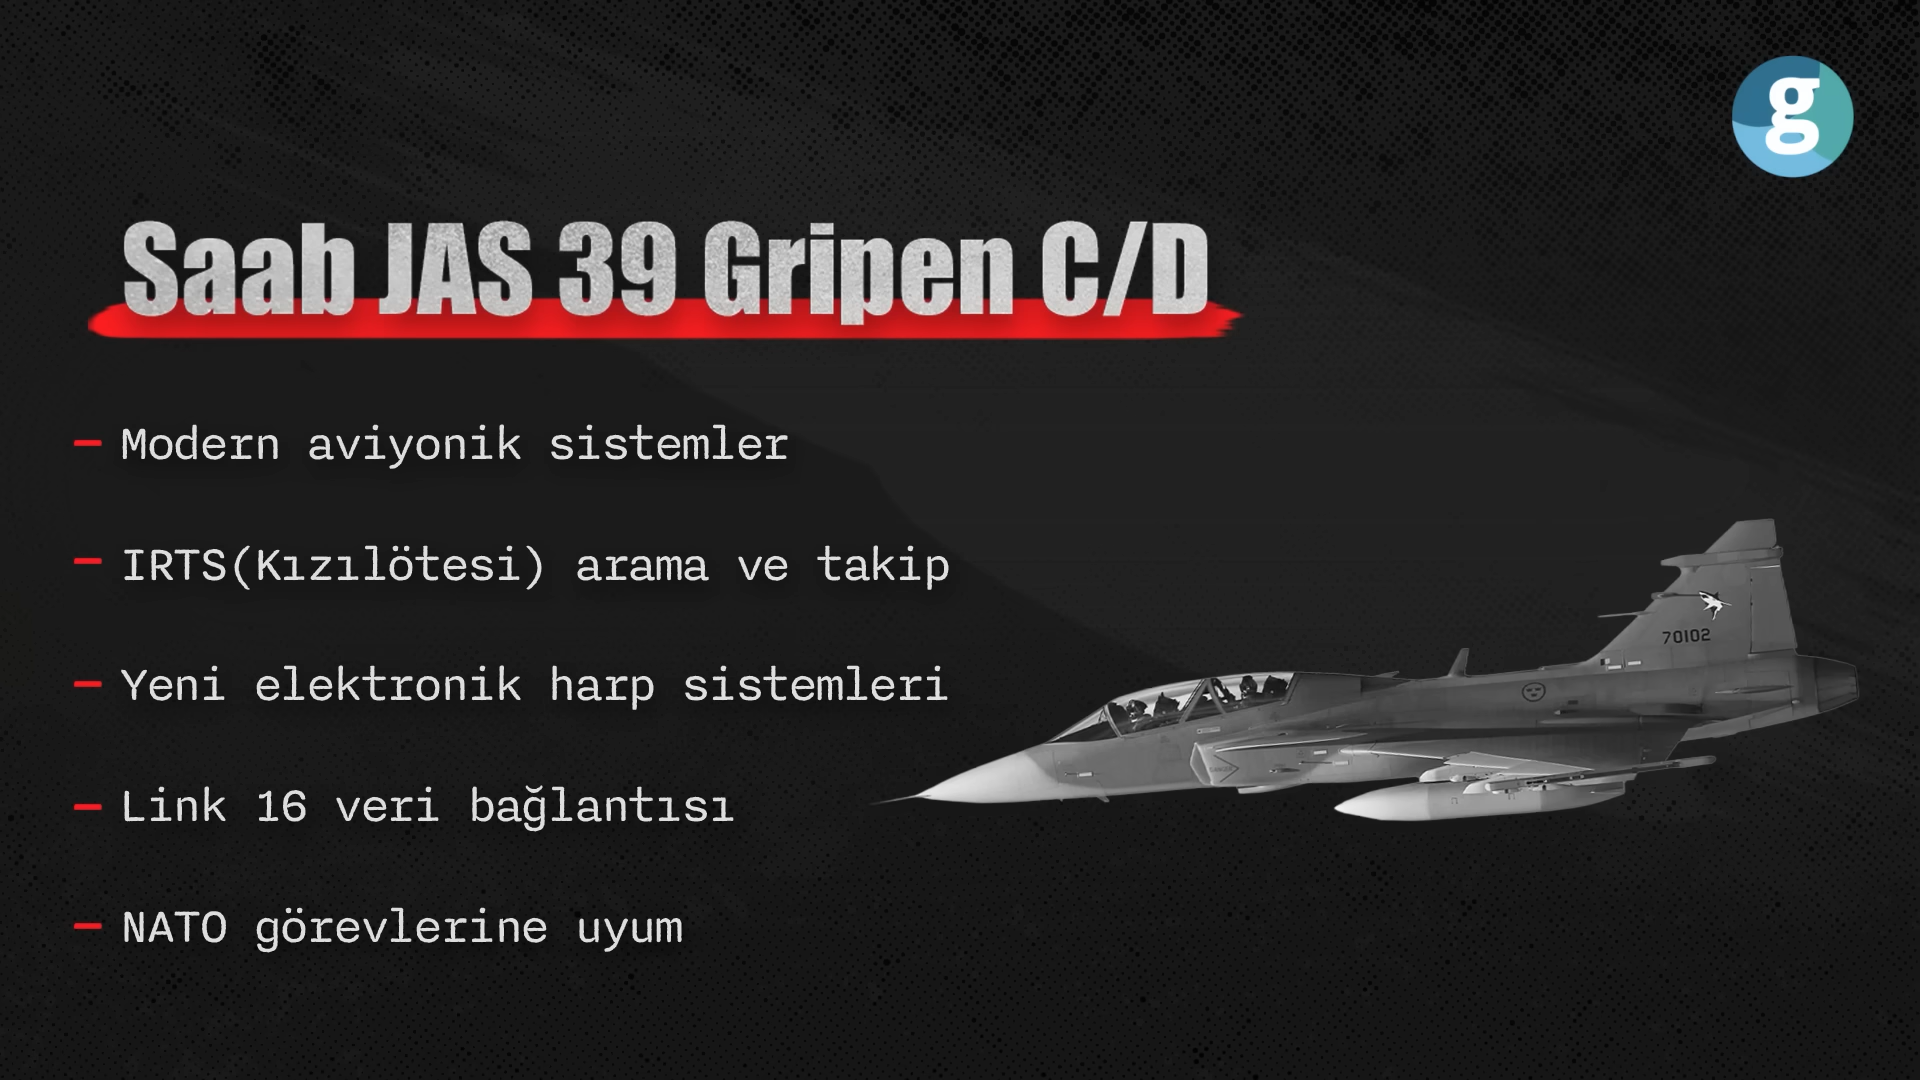 g
Saab JAS 39 Gripen C/D
– Modern aviyonik sistemler
– IRTS(Kızılötesi) arama ve takip
– Yeni elektronik harp sistemleri
– Link 16 veri bağlantısı
– NATO görevlerine uyum
70102